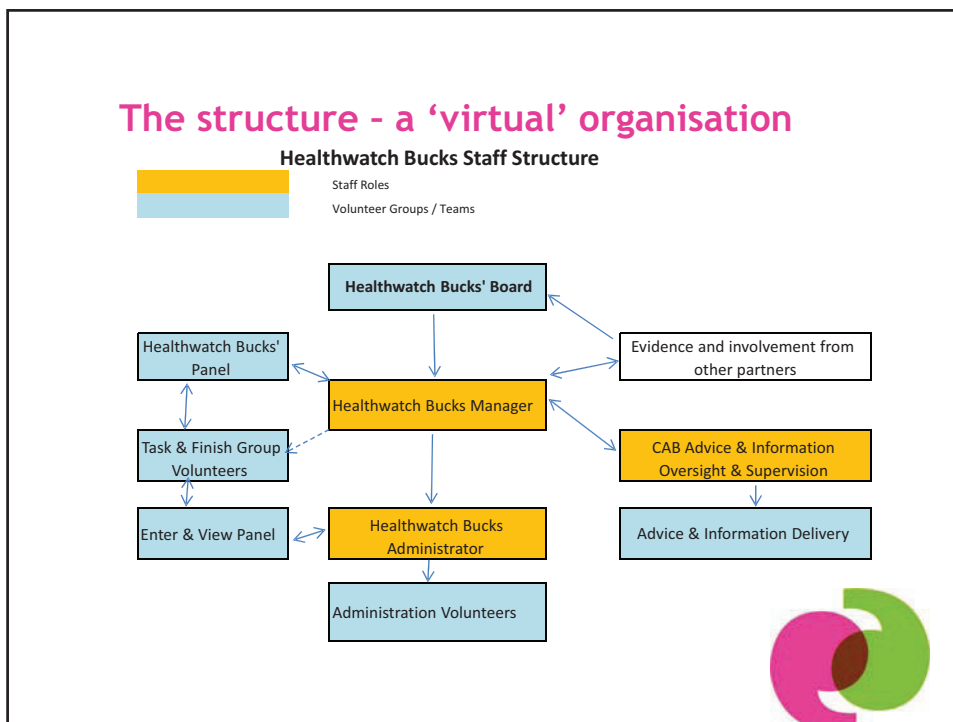 The structure - a ‘virtual’ organisation
Healthwatch Bucks Staff Structure
Staff Roles
Volunteer Groups / Teams
Healthwatch Bucks' Board
Healthwatch Bucks'
Panel
Evidence and involvement from
other partners
Healthwatch Bucks Manager
Task & Finish Group
Volunteers
CAB Advice & Information
Oversight & Supervision
Enter & View Panel
Healthwatch Bucks
Administrator
Advice & Information Delivery
Administration Volunteers